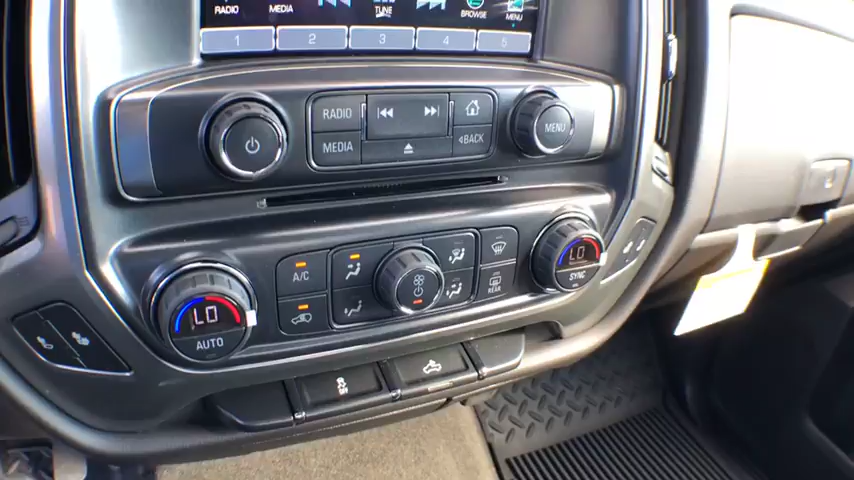 RADIO MEDIA TUNE BROWSE MENU
1 2 3 4 5
RADIO
MEDIA BACK
MENU
A/C
LO
AUTO
REAR
LO
SYNC
OFF